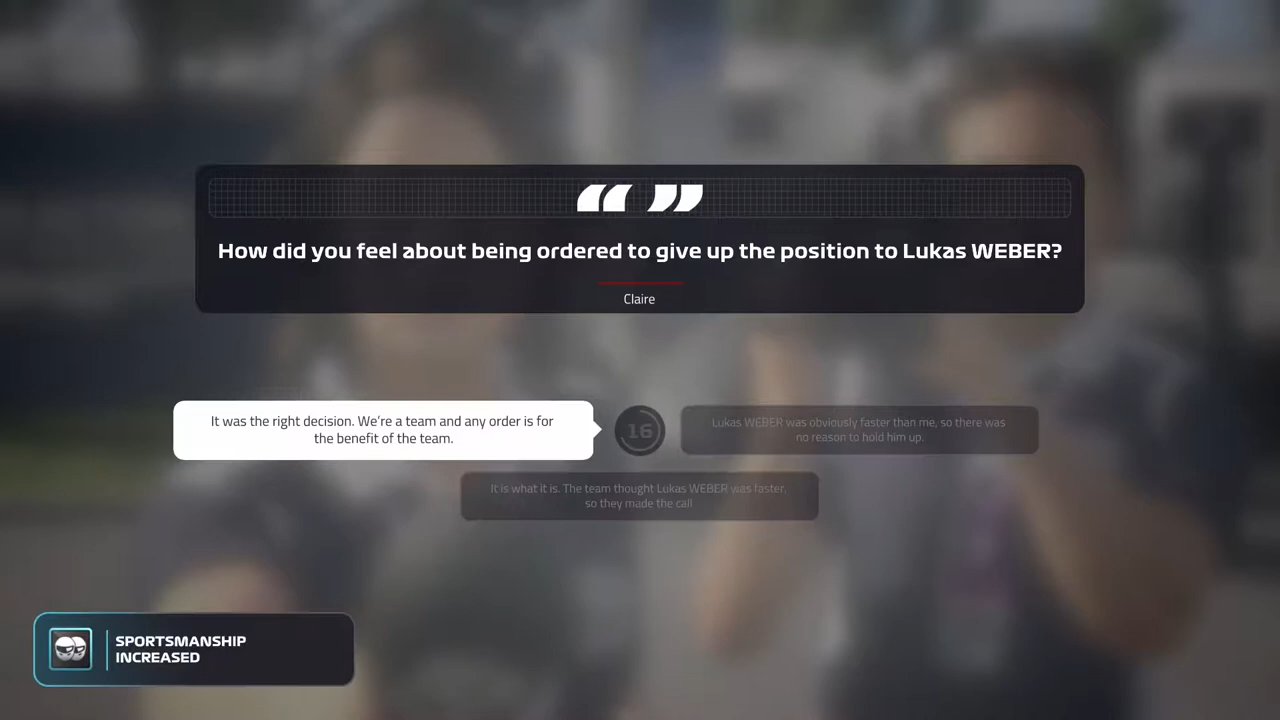 How did you feel about being ordered to give up the position to Lukas WEBER?
Claire
It was the right decision. We're a team and any order is for
the benefit of the team.
16
Lukas WEBER was obviously faster than me, so there was
no reason to hold him up.
It is what it is. The team thought Lukas WEBER was faster,
so they made the call
SPORTSMANSHIP
INCREASED